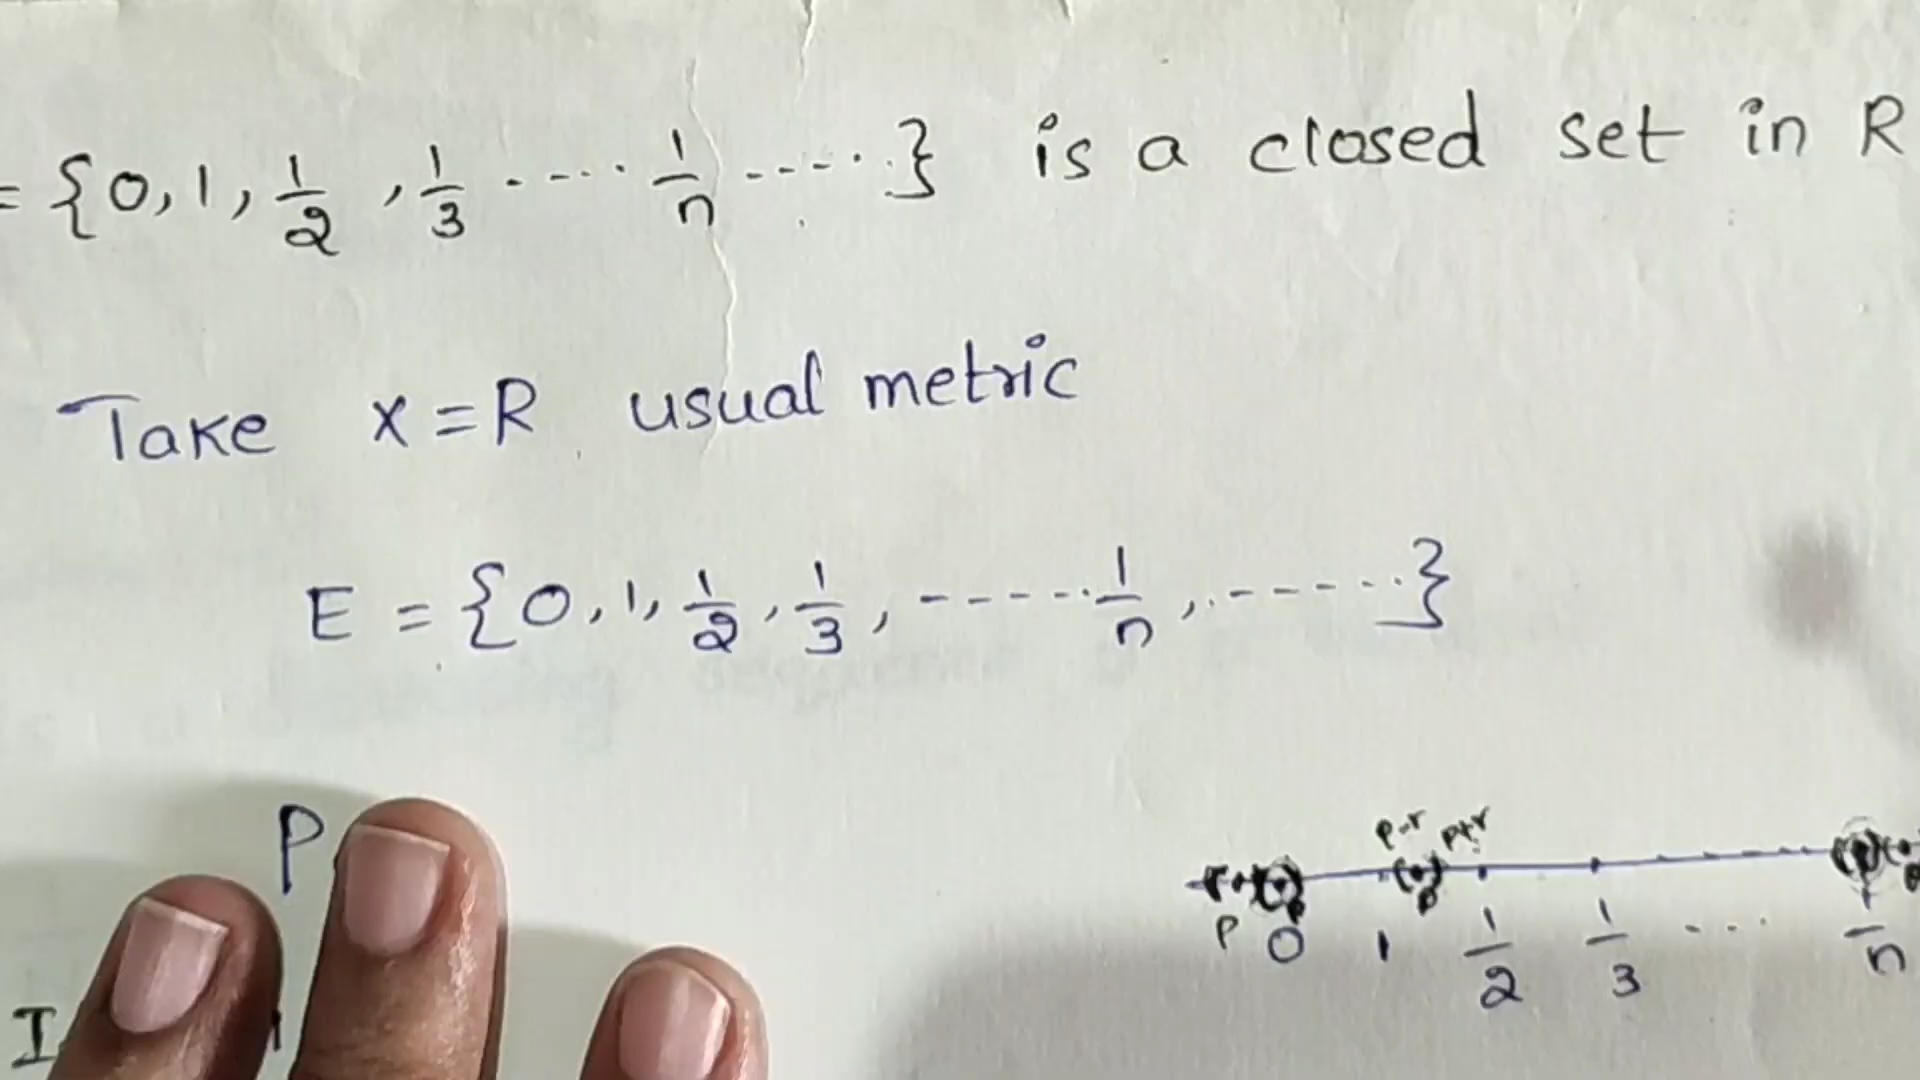 = {0, 1, 1/2, 1/3 ----- 1/n -----} is a closed set in R
Take X = R usual metric
E = {0, 1, 1/2, 1/3, ----- 1/n, ------}
P
P-r P+r
P 0 1 1/2 1/3 ... 1/n
I